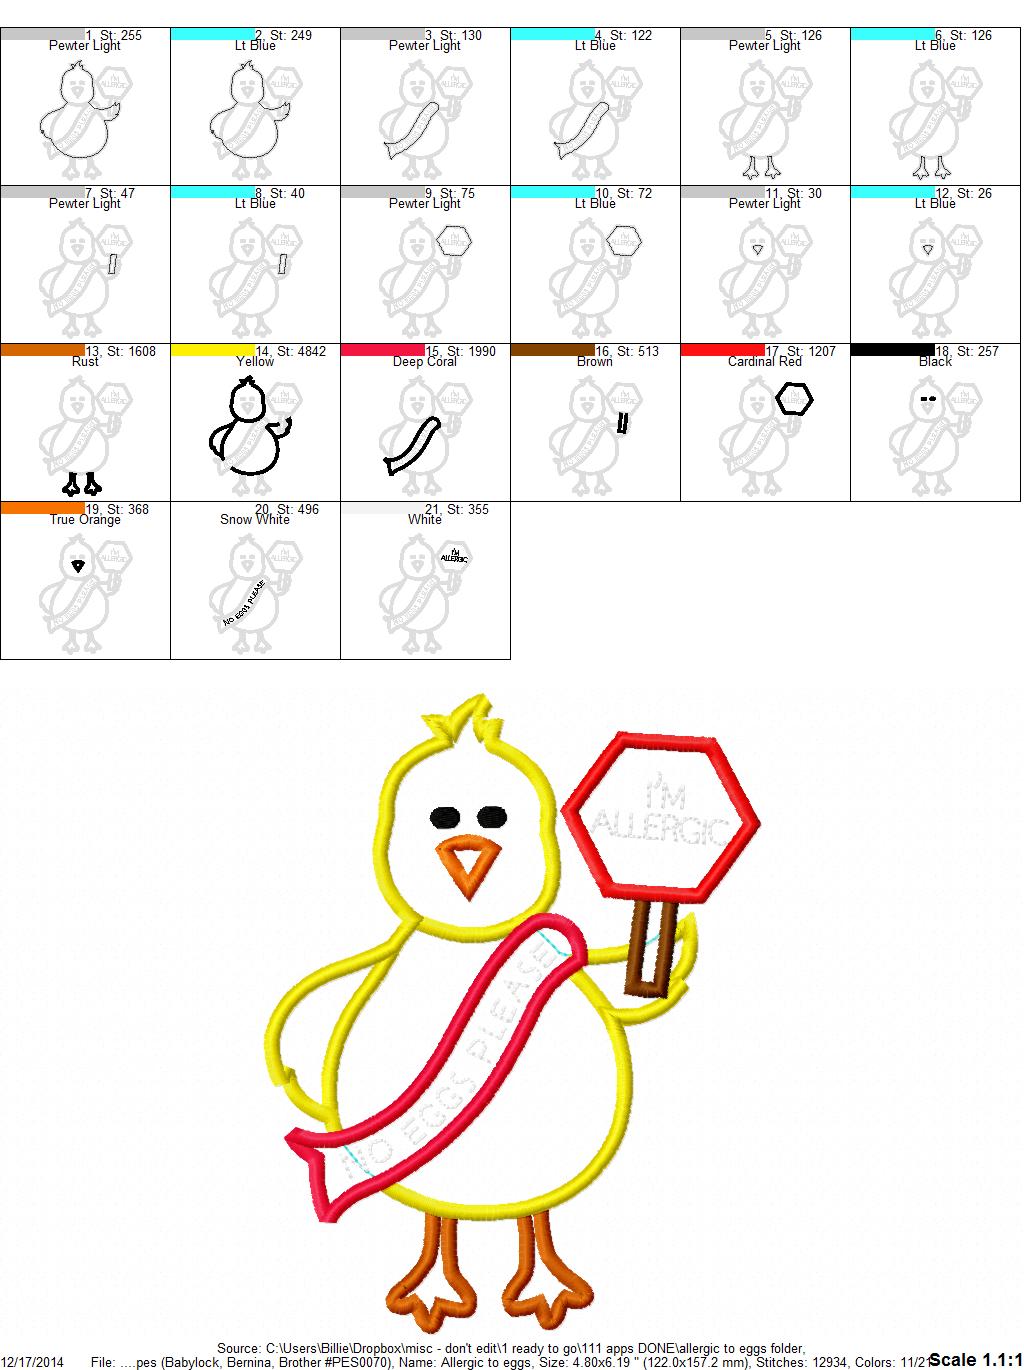 1, St: 255 2, St: 249 3, St: 130 4, St: 122 5, St: 126 6, St: 126
Pewter Light Lt Blue Pewter Light Lt Blue Pewter Light Lt Blue
7, St: 47 8, St: 40 9, St: 75 10, St: 72 11, St: 30 12, St: 26
Pewter Light Lt Blue Pewter Light Lt Blue Pewter Light Lt Blue
13, St: 1608 14, St: 4842 15, St: 1990 16, St: 513 17, St: 1207 18, St: 257
Rust Yellow Deep Coral Brown Cardinal Red Black
19, St: 368 20, St: 496 21, St: 355
True Orange Snow White White
I'M
ALLERGIC
NO EGGS PLEASE
I'M
ALLERGIC
NO EGGS PLEASE
Source: C:\Users\Billie\Dropbox\misc - don't edit\1 ready to go\111 apps DONE\allergic to eggs folder,
12/17/2014 File: ....pes (Babylock, Bernina, Brother #PES0070), Name: Allergic to eggs, Size: 4.80x6.19 " (122.0x157.2 mm), Stitches: 12934, Colors: 11/21 Scale 1.1:1